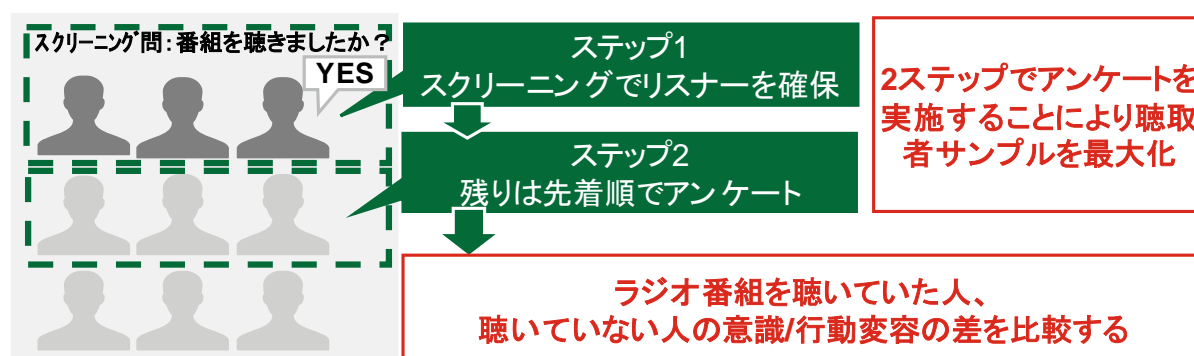 スクリーニング問：番組を聴きましたか？
YES
ステップ1
スクリーニングでリスナーを確保
ステップ2
残りは先着順でアンケート
2ステップでアンケートを
実施することにより聴取
者サンプルを最大化
ラジオ番組を聴いていた人、
聴いていない人の意識/行動変容の差を比較する